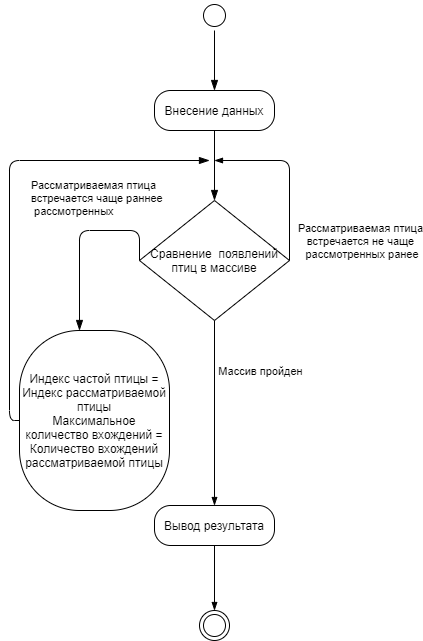 Внесение данных
Рассматриваемая птица
встречается чаще раннее
рассмотренных
Рассматриваемая птица
встречается не чаще
рассмотренных ранее
Сравнение появлений
птиц в массиве
Массив пройден
Индекс частой птицы =
Индекс рассматриваемой
птицы
Максимальное
количество вхождений =
Количество вхождений
рассматриваемой птицы
Вывод результата